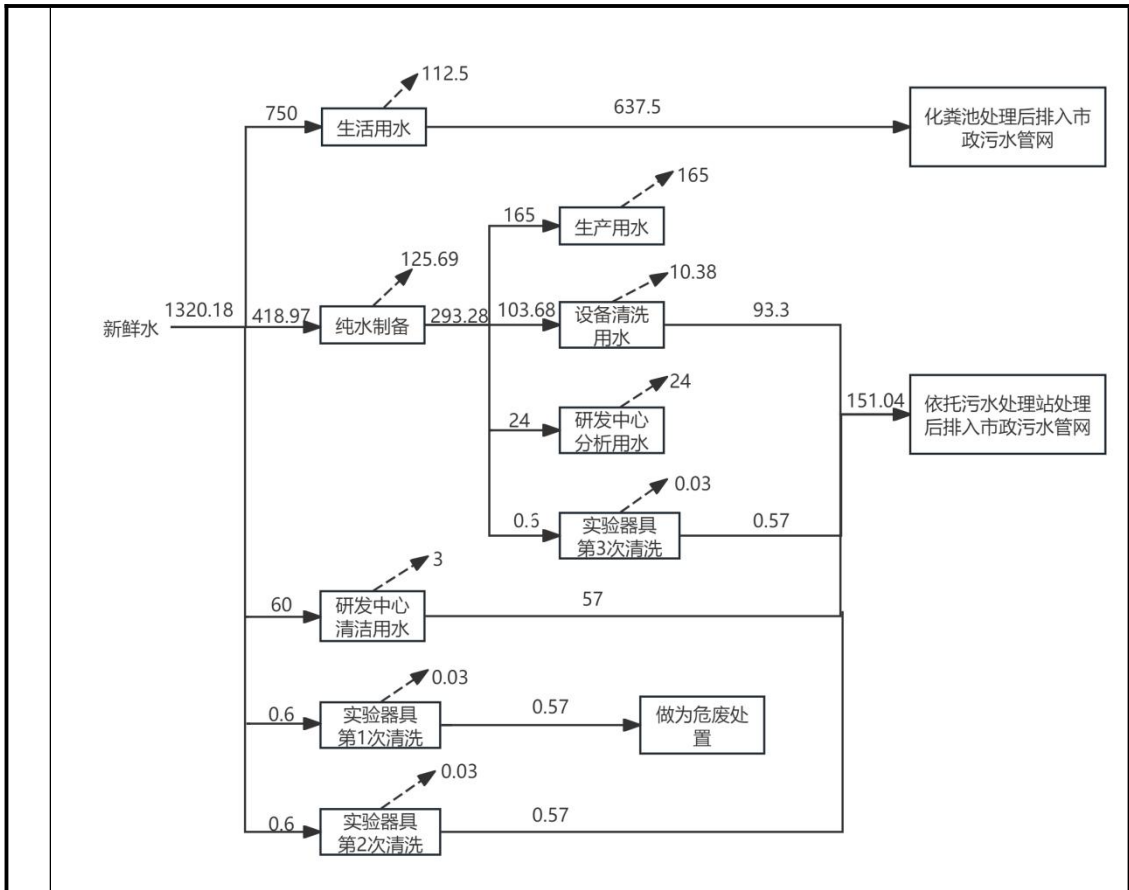 112.5
750
生活用水
637.5
化粪池处理后排入市
政污水管网
165
165
生产用水
125.69
10.38
新鲜水
1320.18
418.97
纯水制备
293.28
103.68
设备清洗
用水
93.3
24
24
研发中心
分析用水
151.04
依托污水处理站处理
后排入市政污水管网
0.03
0.6
实验器具
第3次清洗
0.57
3
60
研发中心
清洁用水
57
0.03
0.6
实验器具
第1次清洗
0.57
做为危废处
置
0.03
0.6
实验器具
第2次清洗
0.57